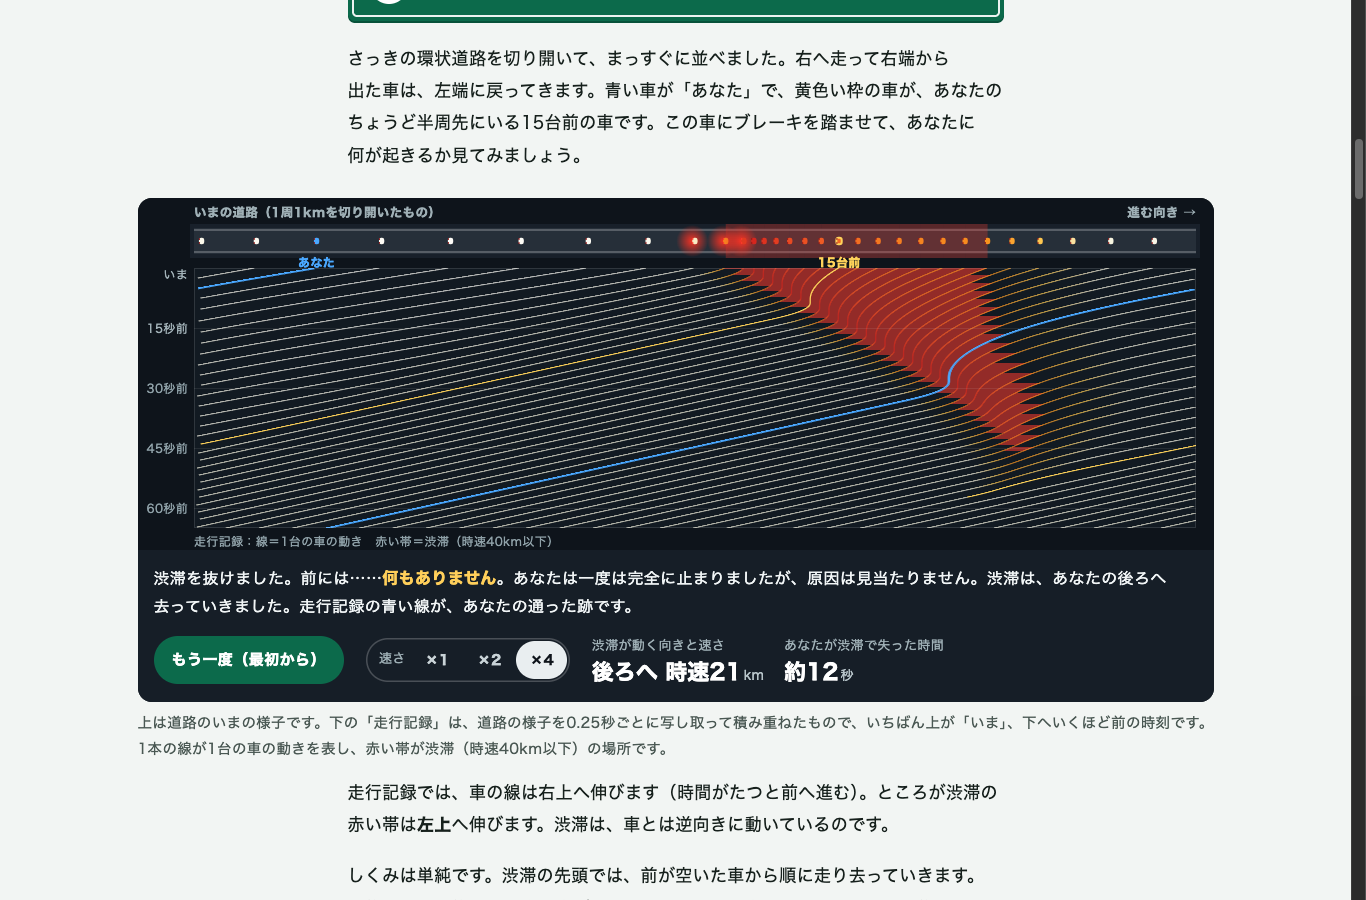 さっきの環状道路を切り開いて、まっすぐに並べました。右へ走って右端から
出た車は、左端に戻ってきます。青い車が「あなた」で、黄色い枠の車が、あなたの
ちょうど半周先にいる15台前の車です。この車にブレーキを踏ませて、あなたに
何が起きるか見てみましょう。
いまの道路（1周1kmを切り開いたもの）
進む向き →
あなた
15台前
いま
15秒前
30秒前
45秒前
60秒前
走行記録：線＝1台の車の動き　赤い帯＝渋滞（時速40km以下）
渋滞を抜けました。前には……何もありません。あなたは一度は完全に止まりましたが、原因は見当たりません。渋滞は、あなたの後ろへ
去っていきました。走行記録の青い線が、あなたの通った跡です。
もう一度（最初から）
速さ ×1 ×2 ×4
渋滞が動く向きと速さ
後ろへ 時速21 km
あなたが渋滞で失った時間
約12秒
上は道路のいまの様子です。下の「走行記録」は、道路の様子を0.25秒ごとに写し取って積み重ねたもので、いちばん上が「いま」、下へいくほど前の時刻です。
1本の線が1台の車の動きを表し、赤い帯が渋滞（時速40km以下）の場所です。
走行記録では、車の線は右上へ伸びます（時間がたつと前へ進む）。ところが渋滞の
赤い帯は左上へ伸びます。渋滞は、車とは逆向きに動いているのです。
しくみは単純です。渋滞の先頭では、前が空いた車から順に走り去っていきます。